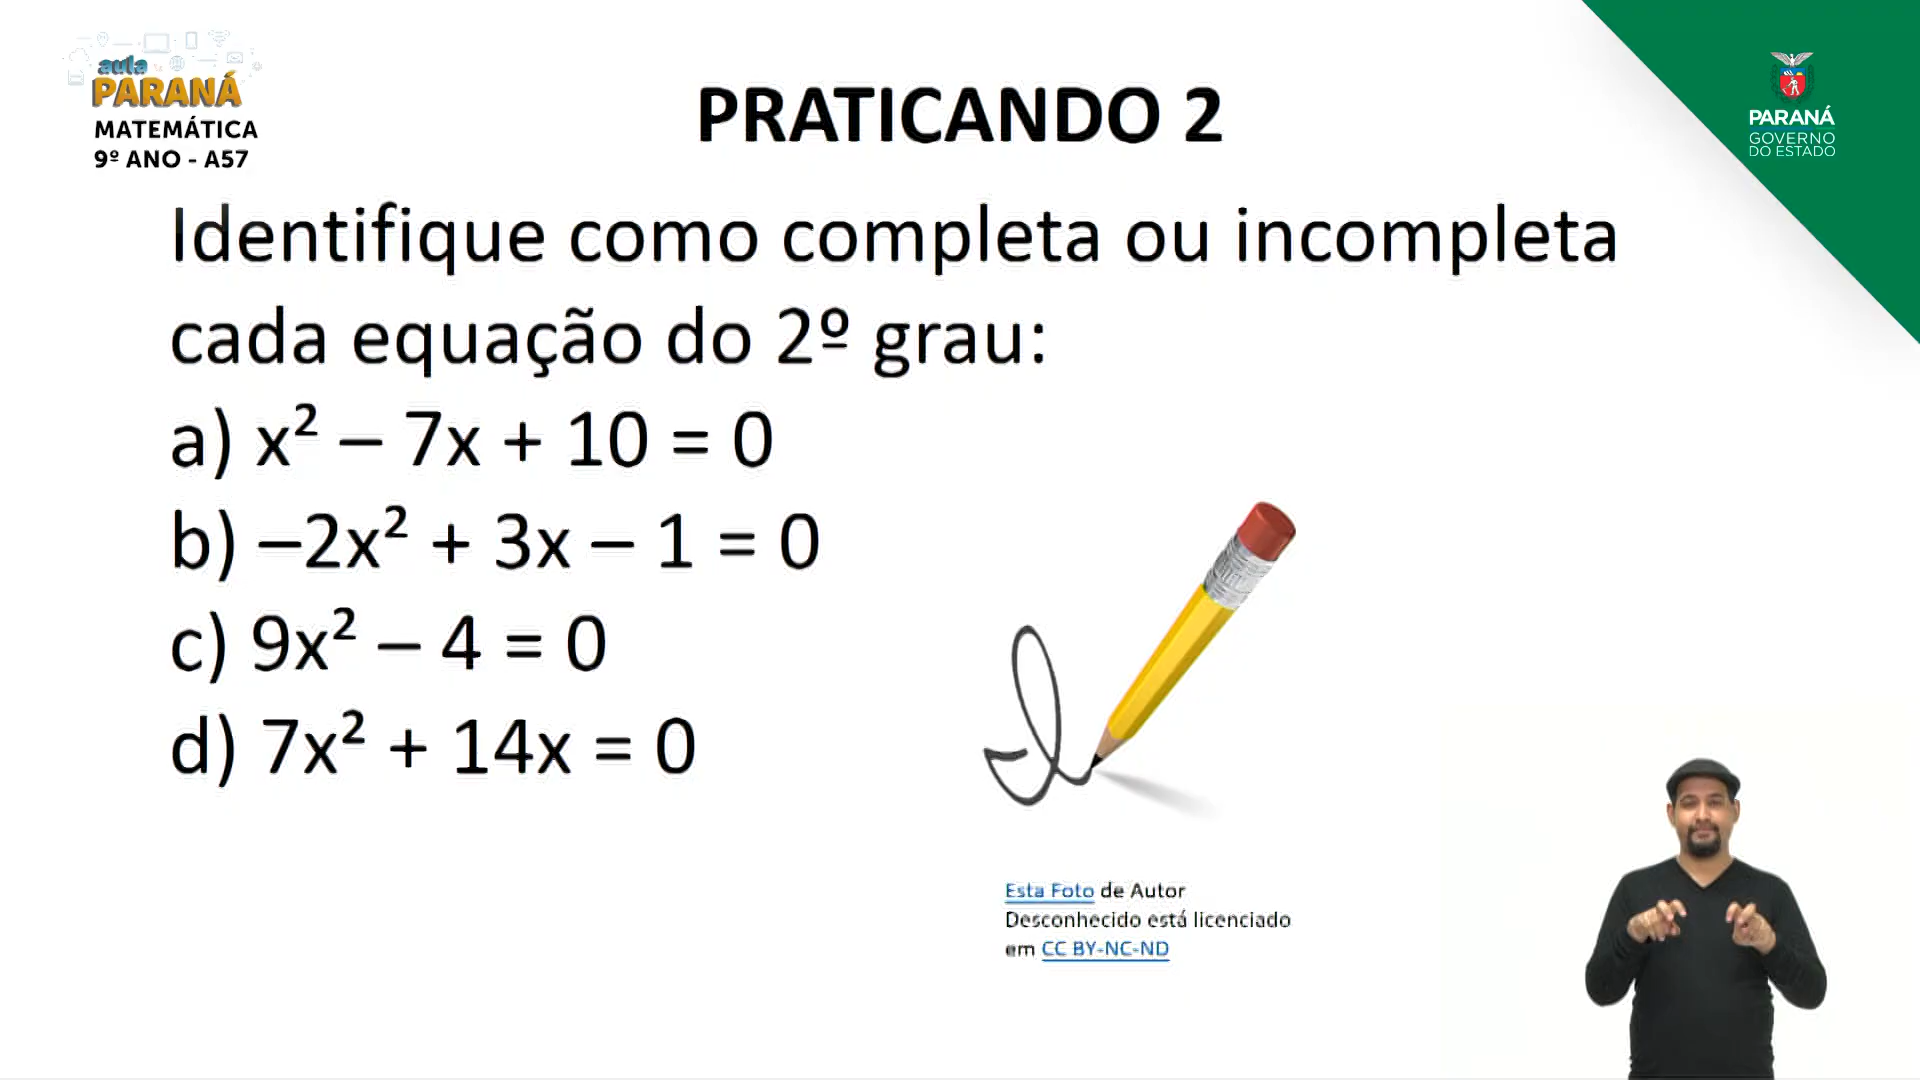 aula
PARANÁ
MATEMÁTICA
9º ANO - A57
PRATICANDO 2
PARANÁ
GOVERNO
DO ESTADO
Identifique como completa ou incompleta
cada equação do 2º grau:
a) x² – 7x + 10 = 0
b) –2x² + 3x – 1 = 0
c) 9x² – 4 = 0
d) 7x² + 14x = 0
Esta Foto de Autor
Desconhecido está licenciado
em CC BY-NC-ND